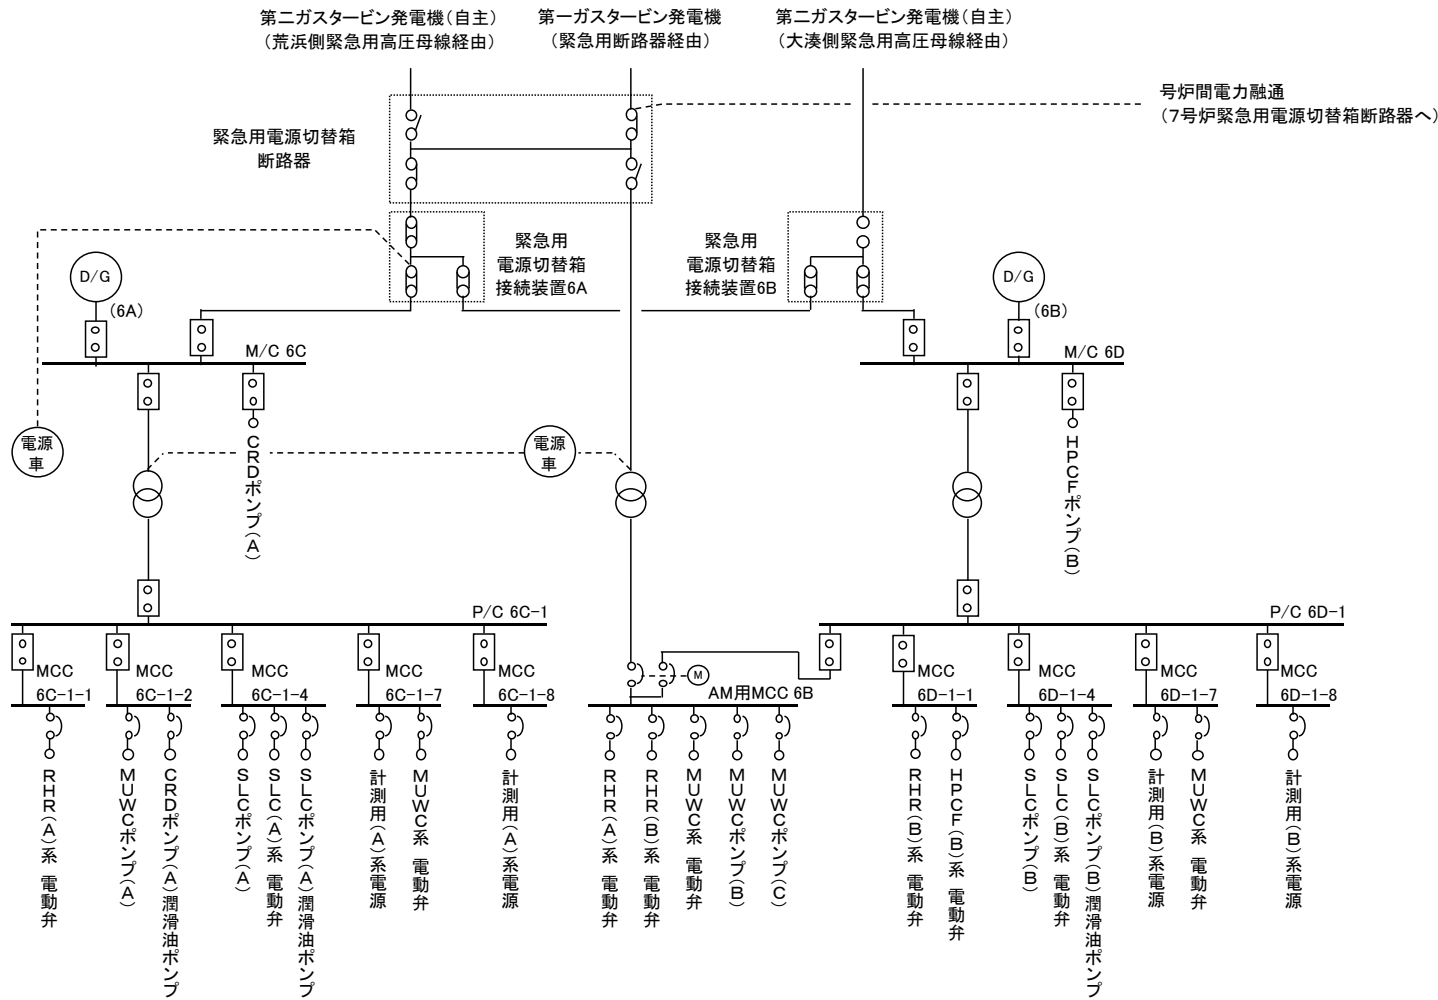 第二ガスタービン発電機(自主)
(荒浜側緊急用高圧母線経由)
第一ガスタービン発電機
(緊急用断路器経由)
第二ガスタービン発電機(自主)
(大湊側緊急用高圧母線経由)
号炉間電力融通
(7号炉緊急用電源切替箱断路器へ)
緊急用電源切替箱
断路器
緊急用
電源切替箱
接続装置6A
緊急用
電源切替箱
接続装置6B
D/G
(6A)
D/G
(6B)
M/C 6C
M/C 6D
電源
車
電源
車
CRDポンプ(A)
HPCFポンプ(B)
P/C 6C-1
P/C 6D-1
MCC
6C-1-1
MCC
6C-1-2
MCC
6C-1-4
MCC
6C-1-7
MCC
6C-1-8
M
AM用MCC 6B
MCC
6D-1-1
MCC
6D-1-4
MCC
6D-1-7
MCC
6D-1-8
RHR(A)系 電動弁
MUWCポンプ(A)
CRDポンプ(A)潤滑油ポンプ
SLCポンプ(A)
SLC(A)系 電動弁
SLCポンプ(A)潤滑油ポンプ
計測用(A)系電源
MUWC系 電動弁
計測用(A)系電源
RHR(A)系 電動弁
RHR(B)系 電動弁
MUWC系 電動弁
MUWCポンプ(B)
MUWCポンプ(C)
RHR(B)系 電動弁
HPCF(B)系 電動弁
SLCポンプ(B)
SLC(B)系 電動弁
SLCポンプ(B)潤滑油ポンプ
計測用(B)系電源
MUWC系 電動弁
計測用(B)系電源